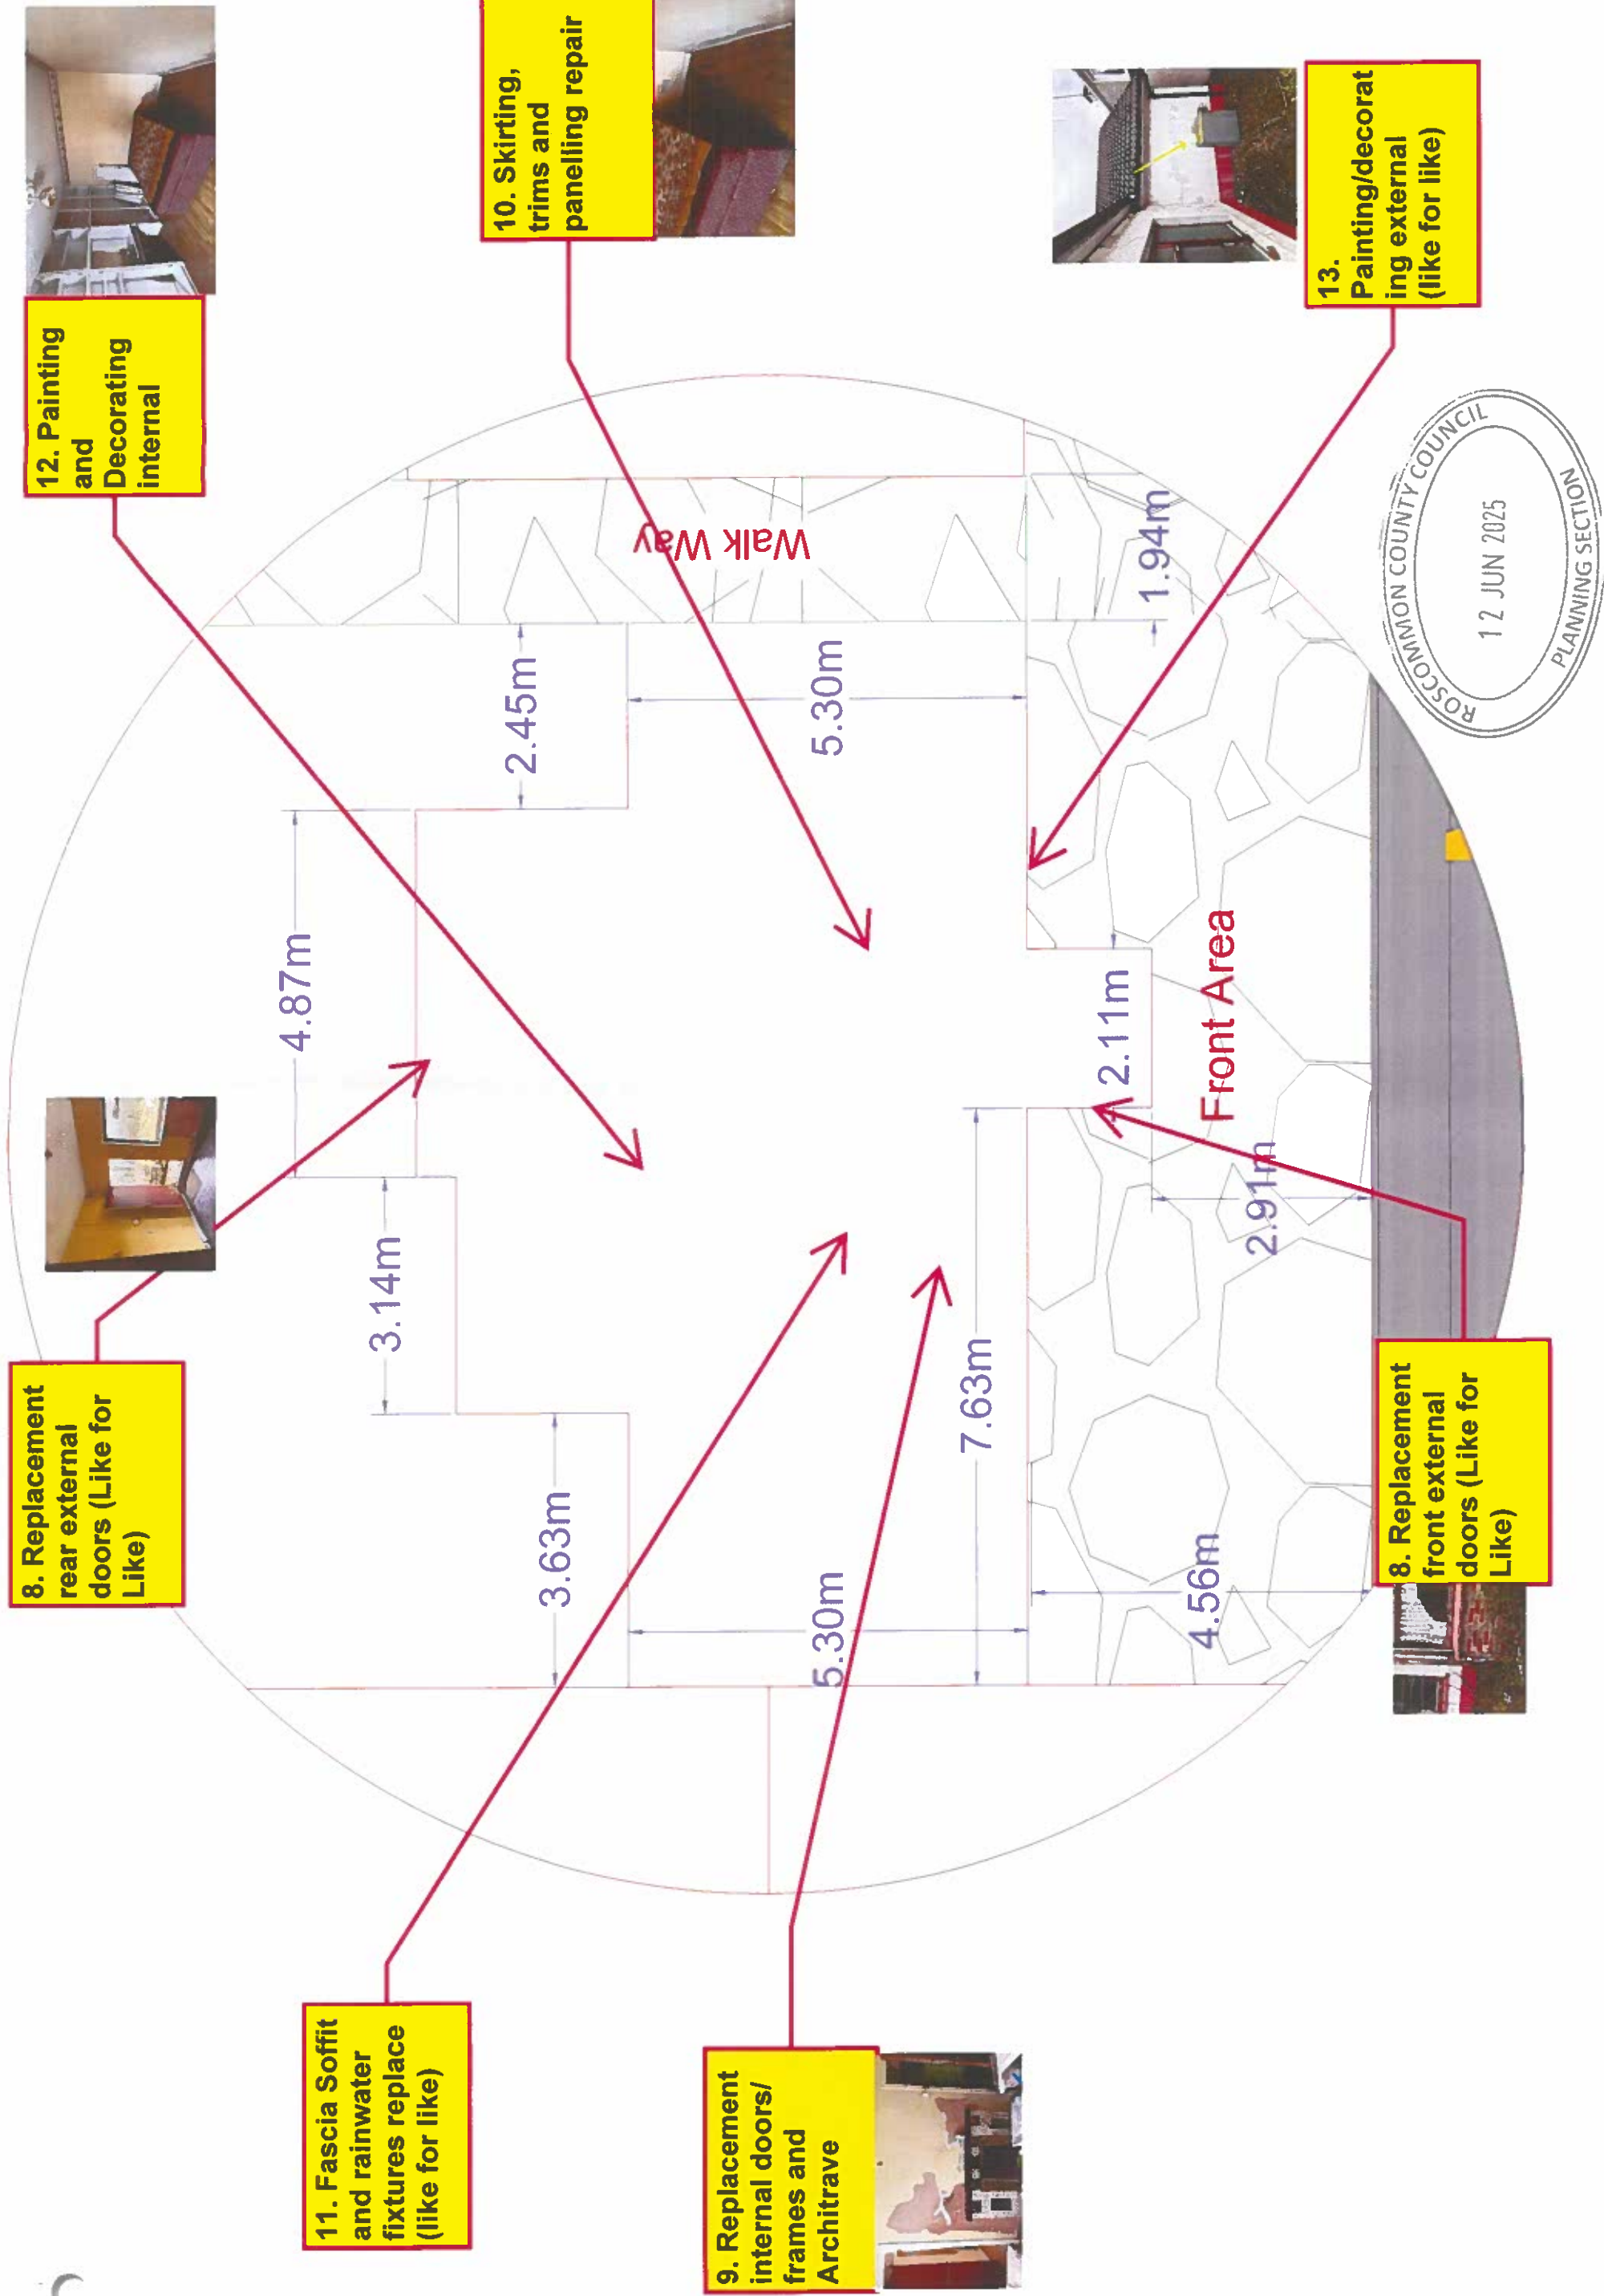 8. Replacement
rear external
doors (Like for
Like)
12. Painting
and
Decorating
internal
10. Skirting,
trims and
panelling repair
11. Fascia Soffit
and rainwater
fixtures replace
(like for like)
9. Replacement
internal doors/
frames and
Architrave
8. Replacement
front external
doors (Like for
Like)
13.
Painting/decorat
ing external
(like for like)
4.87m
3.14m
2.45m
3.63m
5.30m
5.30m
7.63m
2.11m
1.94m
4.56m
2.91m
Walk Way
Front Area
ROSCOMMON COUNTY COUNCIL
12 JUN 2025
PLANNING SECTION